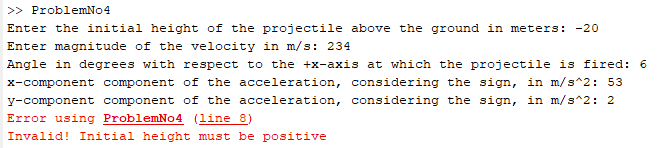 >> ProblemNo4
Enter the initial height of the projectile above the ground in meters: -20
Enter magnitude of the velocity in m/s: 234
Angle in degrees with respect to the +x-axis at which the projectile is fired: 6
x-component component of the acceleration, considering the sign, in m/s^2: 53
y-component component of the acceleration, considering the sign, in m/s^2: 2
Error using ProblemNo4 (line 8)
Invalid! Initial height must be positive